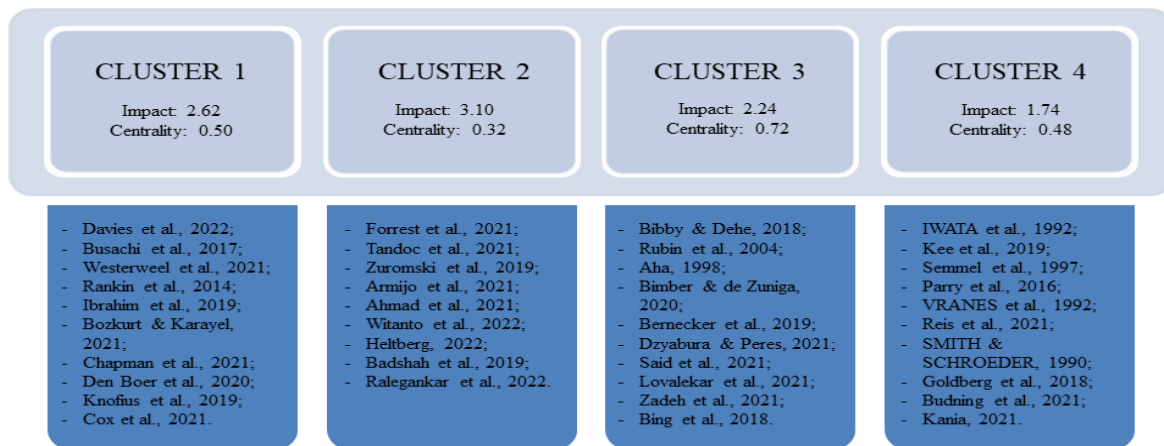 CLUSTER 1
Impact: 2.62
Centrality: 0.50
CLUSTER 2
Impact: 3.10
Centrality: 0.32
CLUSTER 3
Impact: 2.24
Centrality: 0.72
CLUSTER 4
Impact: 1.74
Centrality: 0.48
- Davies et al., 2022;
- Busachi et al., 2017;
- Westerweel et al., 2021;
- Rankin et al., 2014;
- Ibrahim et al., 2019;
- Bozkurt & Karayel,
2021;
- Chapman et al., 2021;
- Den Boer et al., 2020;
- Knofius et al., 2019;
- Cox et al., 2021.
- Forrest et al., 2021;
- Tandoc et al., 2021;
- Zuromski et al., 2019;
- Armijo et al., 2021;
- Ahmad et al., 2021;
- Witanto et al., 2022;
- Heltberg, 2022;
- Badshah et al., 2019;
- Ralegankar et al., 2022.
- Bibby & Dehe, 2018;
- Rubin et al., 2004;
- Aha, 1998;
- Bimber & de Zuniga,
2020;
- Bernecker et al., 2019;
- Dzyabura & Peres, 2021;
- Said et al., 2021;
- Lovalekar et al., 2021;
- Zadeh et al., 2021;
- Bing et al., 2018.
- IWATA et al., 1992;
- Kee et al., 2019;
- Semmel et al., 1997;
- Parry et al., 2016;
- VRANES et al., 1992;
- Reis et al., 2021;
- SMITH &
SCHROEDER, 1990;
- Goldberg et al., 2018;
- Budning et al., 2021;
- Kania, 2021.